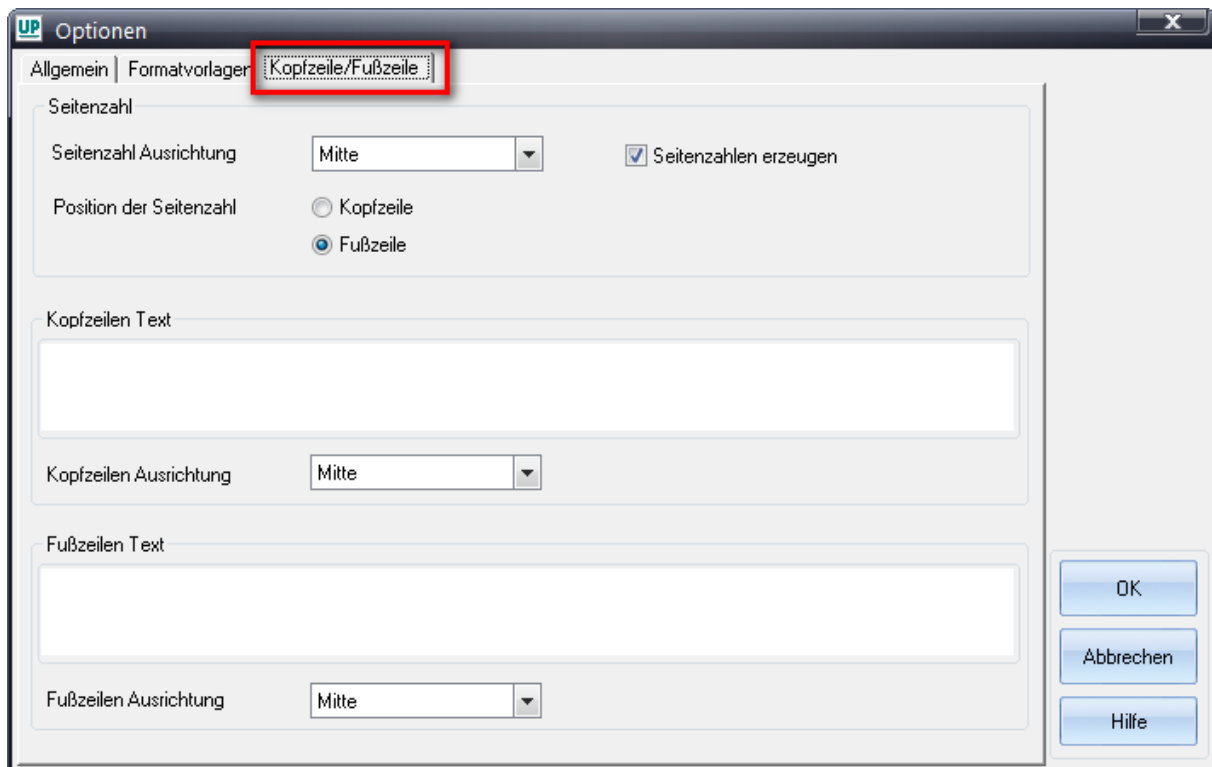 UP Optionen X
Allgemein Formatvorlagen Kopfzeile/Fußzeile
Seitenzahl
Seitenzahl Ausrichtung Mitte Seitenzahlen erzeugen
Position der Seitenzahl Kopfzeile
Fußzeile
Kopfzeilen Text
Kopfzeilen Ausrichtung Mitte
Fußzeilen Text
OK
Abbrechen
Fußzeilen Ausrichtung Mitte
Hilfe